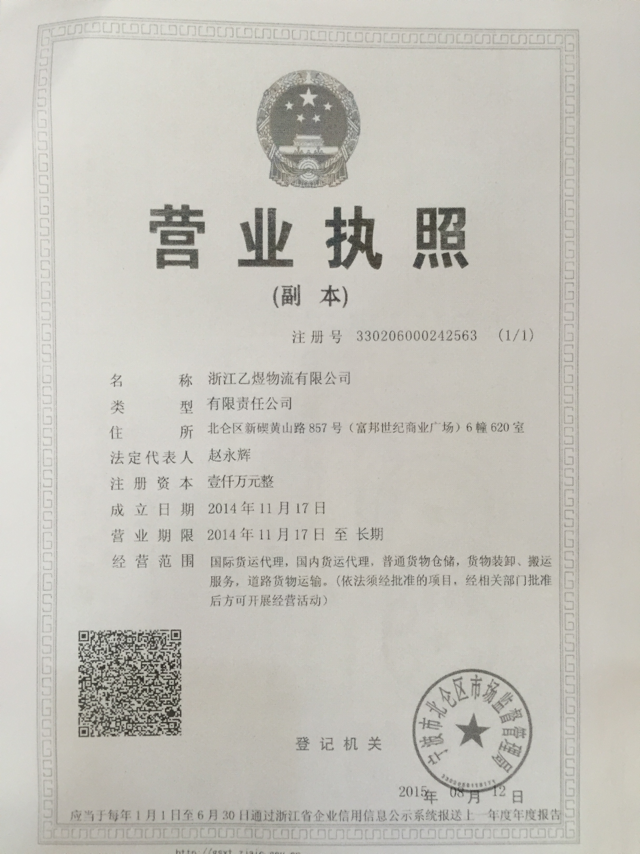 营业执照
(副 本)
注册号 330206000242563 (1/1)
名称 浙江乙煜物流有限公司
类型 有限责任公司
住所 北仑区新碶黄山路857号（富邦世纪商业广场）6幢620室
法定代表人 赵永辉
注册资本 壹仟万元整
成立日期 2014年11月17日
营业期限 2014年11月17日 至 长期
经营范围 国际货运代理，国内货运代理，普通货物仓储，货物装卸、搬运
服务，道路货物运输。(依法须经批准的项目，经相关部门批准
后方可开展经营活动)
宁波市北仑区市场监督管理局
登记机关
2015年 08月 12日
应当于每年1月1日至6月30日通过浙江省企业信用信息公示系统报送上一年度年度报告